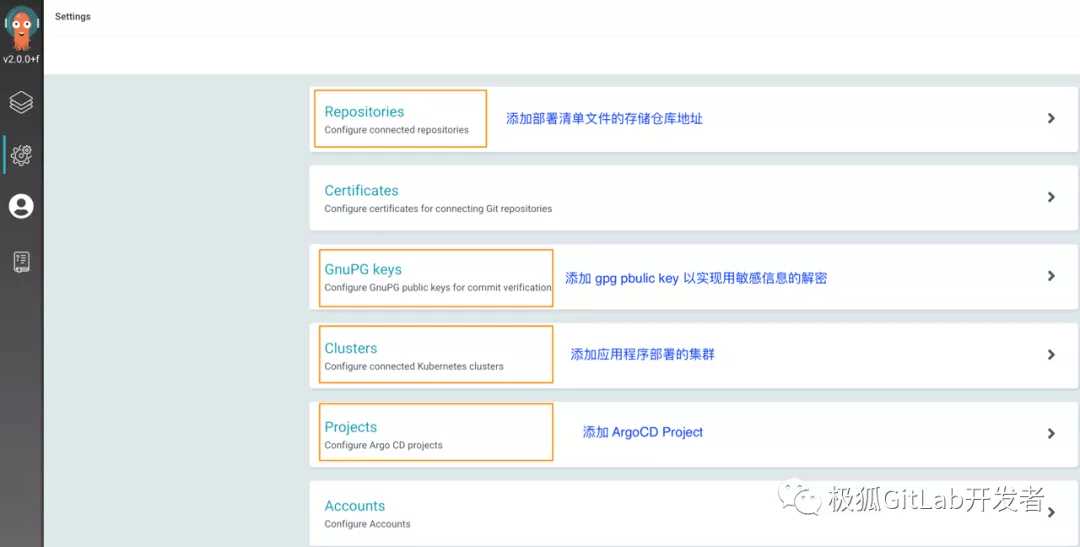 Settings
v2.0.0+f
Repositories
Configure connected repositories
添加部署清单文件的存储仓库地址
Certificates
Configure certificates for connecting Git repositories
GnuPG keys
Configure GnuPG public keys for commit verification
添加 gpg pbulic key 以实现用敏感信息的解密
Clusters
Configure connected Kubernetes clusters
添加应用程序部署的集群
Projects
Configure Argo CD projects
添加 ArgoCD Project
Accounts
Configure Accounts
极狐GitLab开发者